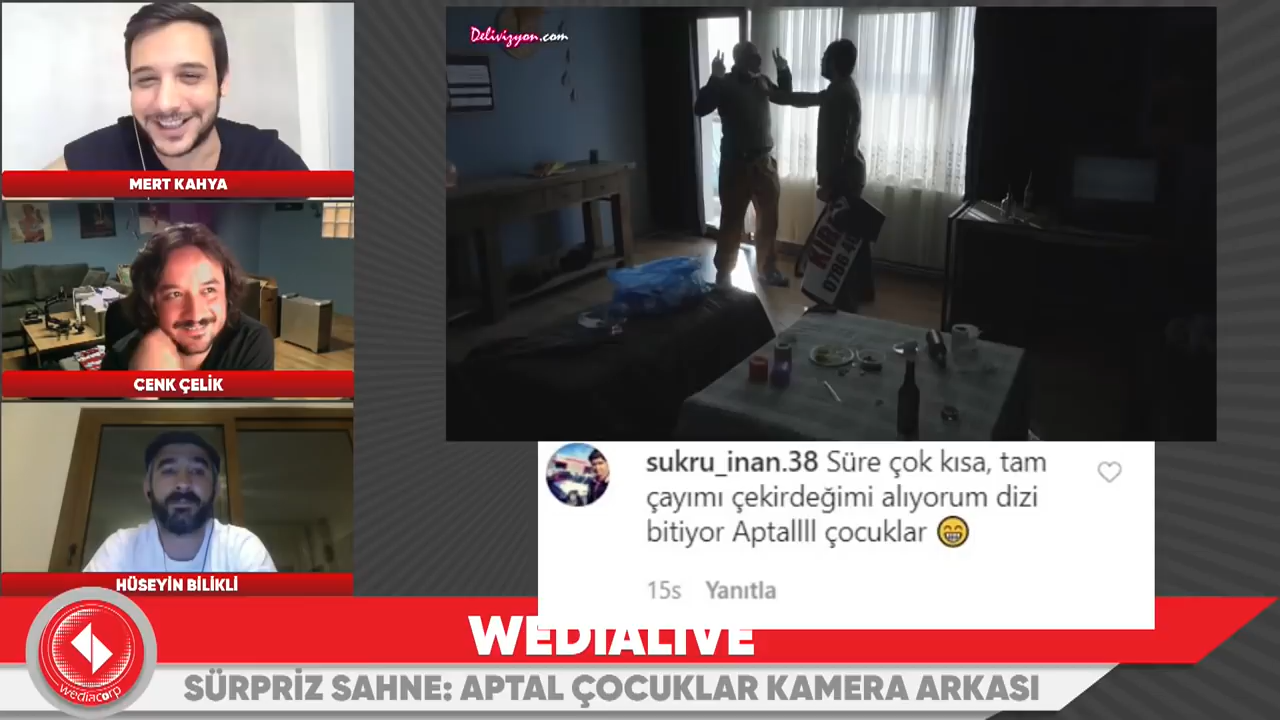 MERT KAHYA
CENK ÇELİK
HÜSEYİN BİLİKLİ
Delivizyon.com
sukru_inan.38 Süre çok kısa, tam
çayımı çekirdeğimi alıyorum dizi
bitiyor Aptallll çocuklar 😁
15s Yanıtla
WEDIALIVE
SÜRPRİZ SAHNE: APTAL ÇOCUKLAR KAMERA ARKASI
wediacorp